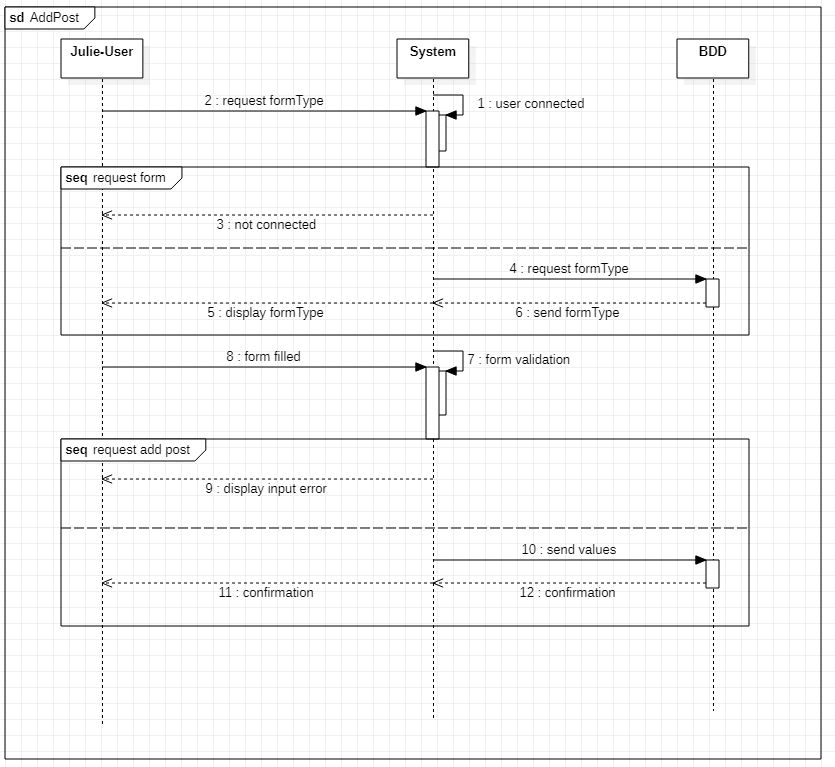 sd AddPost
Julie-User
System
BDD
2 : request formType
1 : user connected
seq request form
3 : not connected
4 : request formType
5 : display formType
6 : send formType
8 : form filled
7 : form validation
seq request add post
9 : display input error
10 : send values
11 : confirmation
12 : confirmation